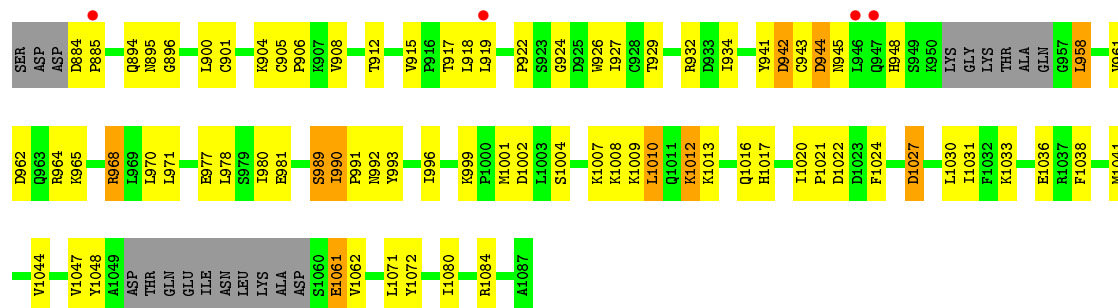 SER ASP ASP D884 P885 Q894 N895 G896 L900 C901 K904 C905 P906 K907 V908 T912 V915 P916 T917 L918 L919 P922 S923 G924 D925 W926 I927 C928 T929 R932 D933 I934 Y941 D942 C943 D944 N945 L946 Q947 H948 S949 K950 LYS GLY LYS THR ALA GLN G957 L958 V961
D962 Q963 R964 K965 R968 L969 L970 L971 E977 L978 S979 I980 E981 S989 I990 P991 N992 Y993 I996 K999 P1000 M1001 D1002 L1003 S1004 K1007 K1008 K1009 L1010 Q1011 K1012 K1013 Q1016 H1017 I1020 P1021 D1022 D1023 F1024 D1027 L1030 I1031 F1032 K1033 E1036 R1037 F1038 M1041
V1044 V1047 Y1048 A1049 ASP THR GLN GLU ILE ASN LEU LYS ALA ASP S1060 E1061 V1062 L1071 Y1072 I1080 R1084 A1087